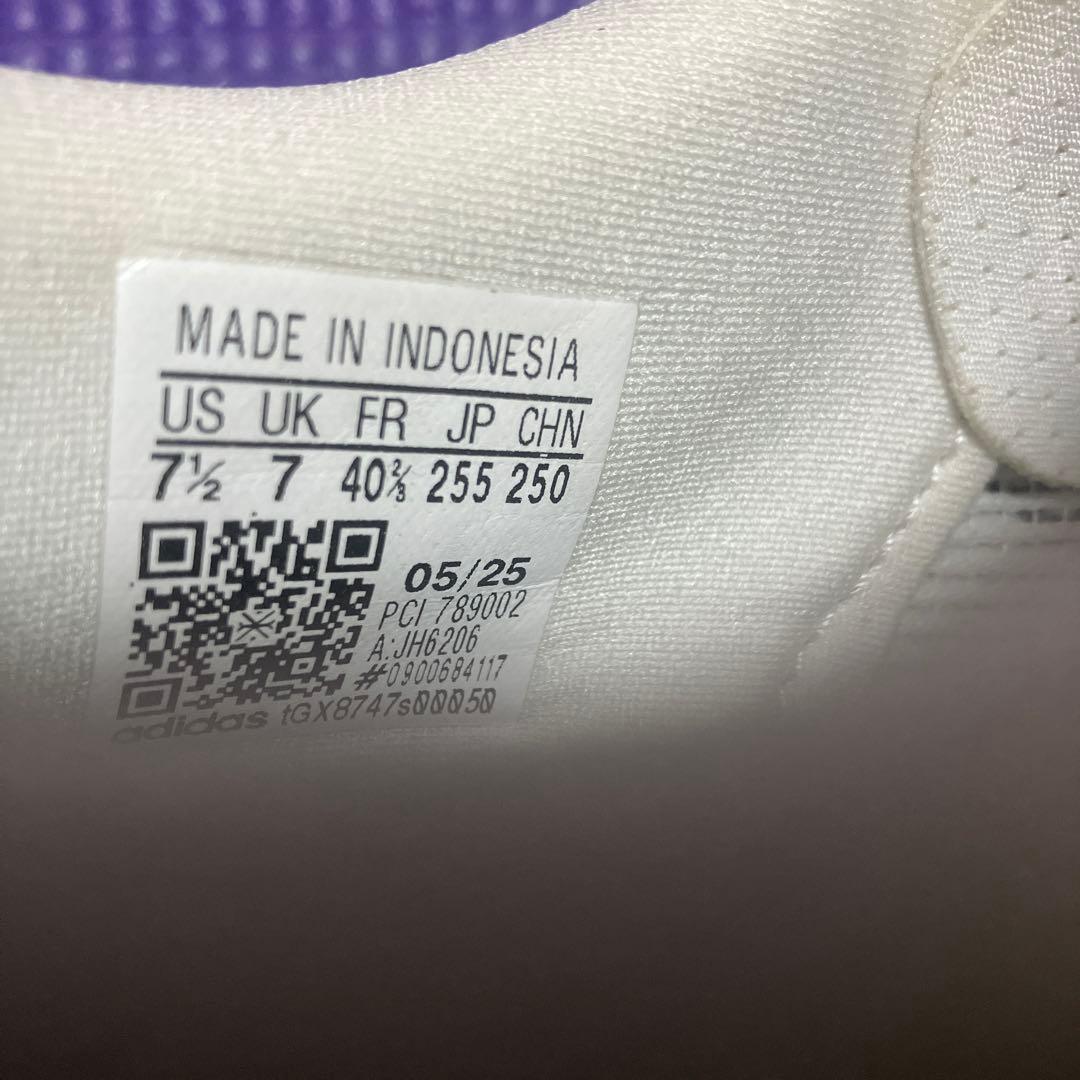 MADE IN INDONESIA
US UK FR JP CHN
7½ 7 40⅔ 255 250
05/25
PCI 789002
A:JH6206
#0900684117
adidas tGX8747s00050